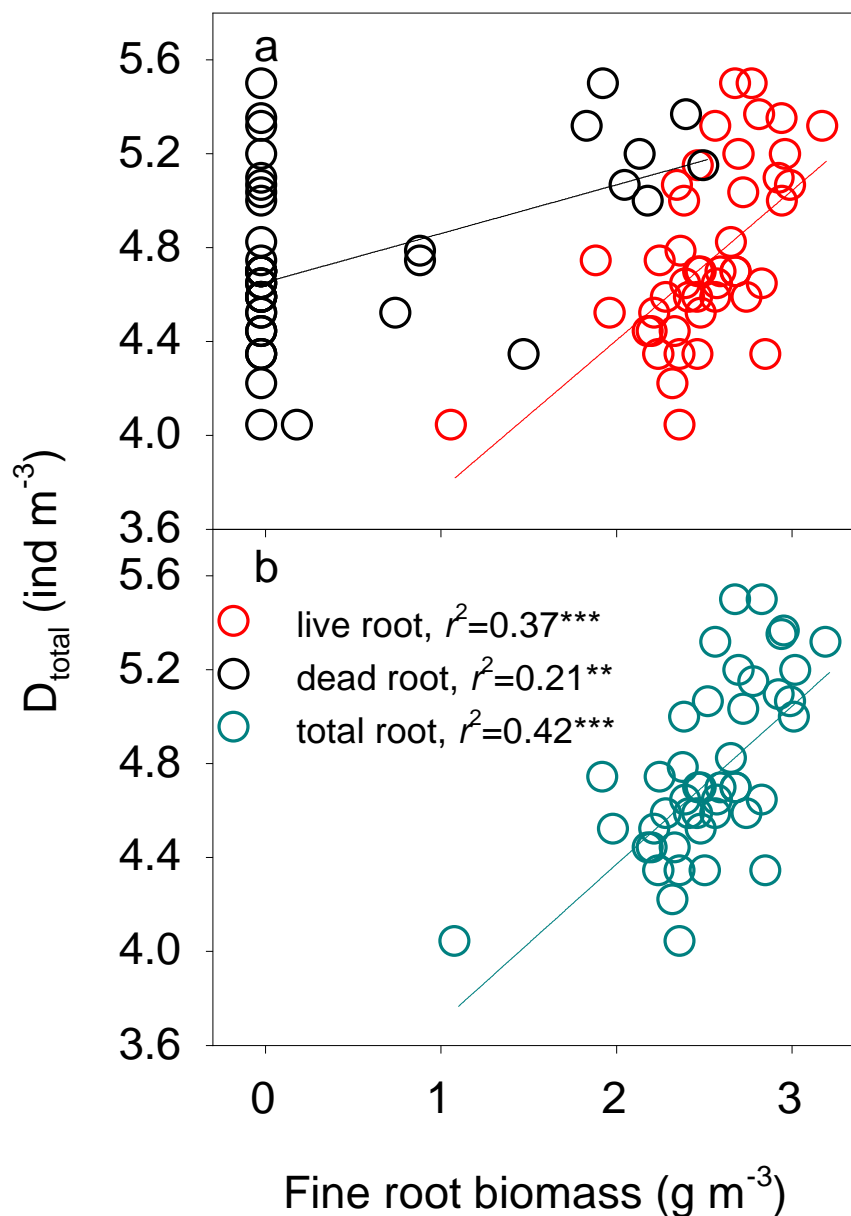 a
5.6
5.2
4.8
4.4
4.0
3.6
D_total (ind m⁻³)
b
5.6
live root, r²=0.37***
dead root, r²=0.21**
total root, r²=0.42***
5.2
4.8
4.4
4.0
3.6
0 1 2 3
Fine root biomass (g m⁻³)